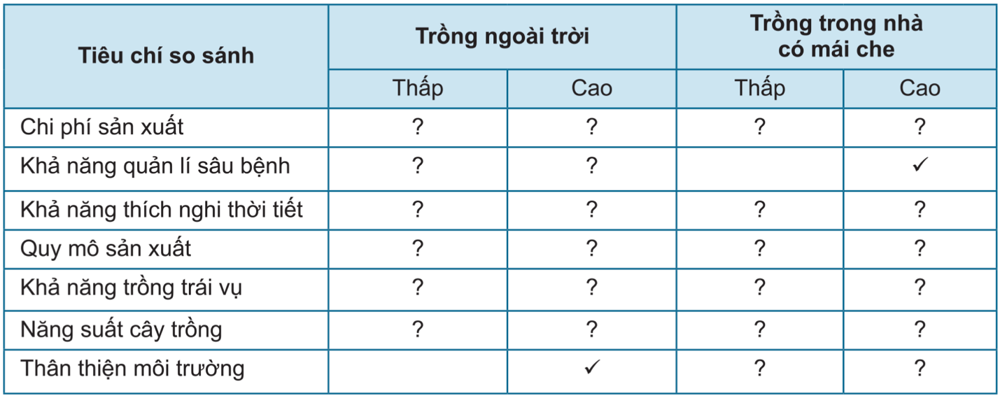 Tiêu chí so sánh
Trồng ngoài trời
Trồng trong nhà
có mái che
Thấp Cao Thấp Cao
Chi phí sản xuất ? ? ? ?
Khả năng quản lí sâu bệnh ? ? ✓
Khả năng thích nghi thời tiết ? ? ? ?
Quy mô sản xuất ? ? ? ?
Khả năng trồng trái vụ ? ? ? ?
Năng suất cây trồng ? ? ? ?
Thân thiện môi trường ✓ ? ?